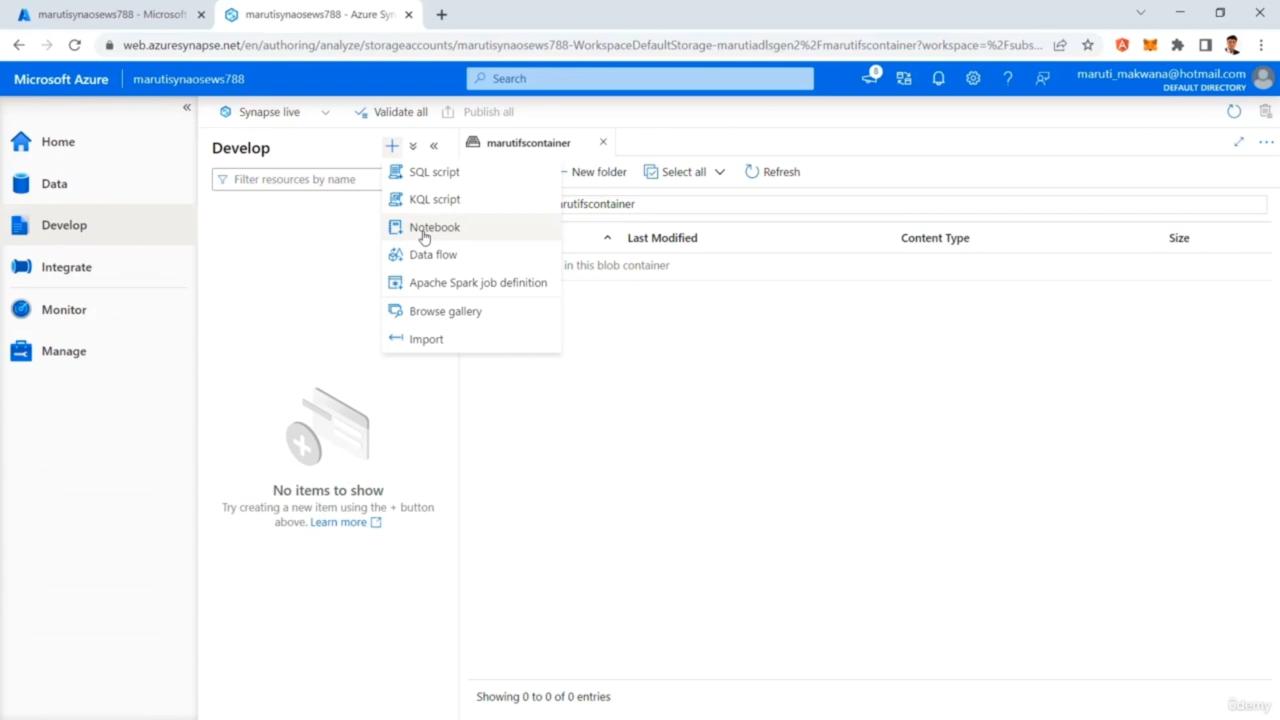 marutisynaosews788 - Microsoft
marutisynaosews788 - Azure Syn
web.azuresynapse.net/en/authoring/analyze/storageaccounts/marutisynaosews788-WorkspaceDefaultStorage-marutiadlsgen2%2Fmarutifscontainer?workspace=%2Fsubs...
Microsoft Azure
marutisynaosews788
Search
8
maruti_makwana@hotmail.com
DEFAULT DIRECTORY
«
Home
Data
Develop
Integrate
Monitor
Manage
Synapse live
Validate all
Publish all
Develop
Filter resources by name
SQL script
KQL script
Notebook
Data flow
Apache Spark job definition
Browse gallery
Import
No items to show
Try creating a new item using the + button
above. Learn more
marutifscontainer
New folder
Select all
Refresh
arutifscontainer
Last Modified
Content Type
Size
in this blob container
Showing 0 to 0 of 0 entries
ûdemy